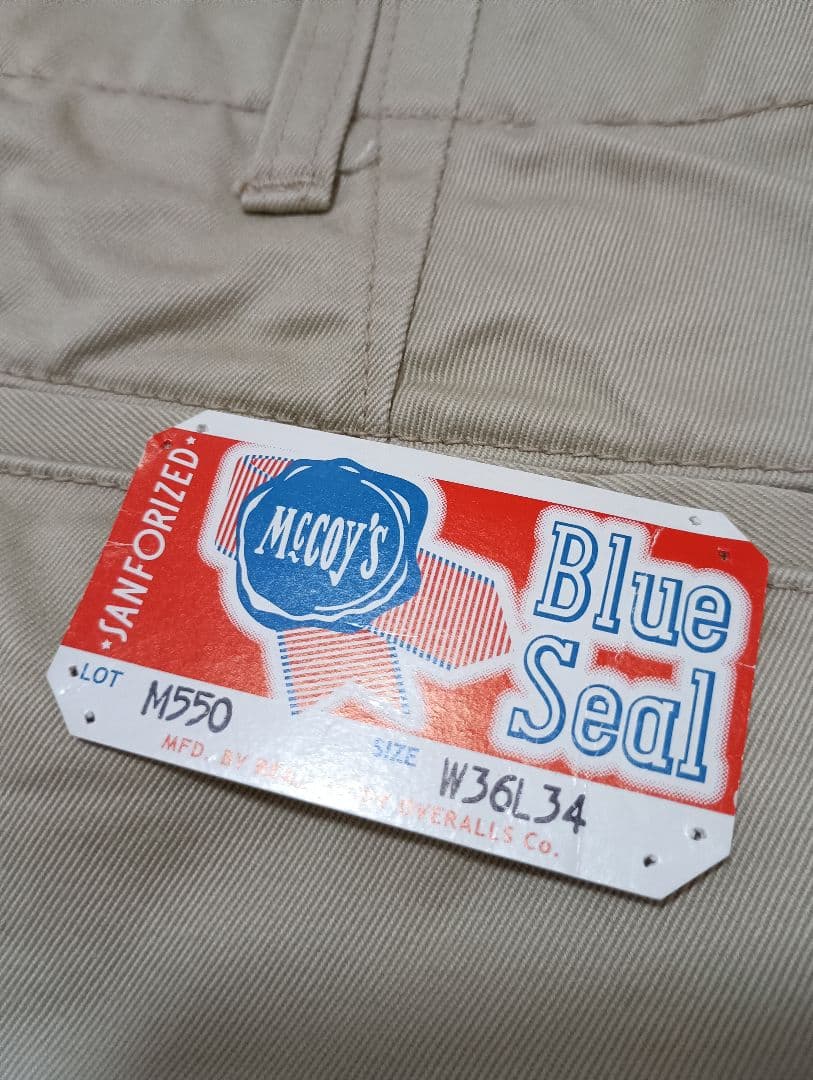 ★SANFORIZED★
McCOY'S
Blue
Seal
LOT M550
SIZE W36L34
MFD. BY OVERALLS Co.